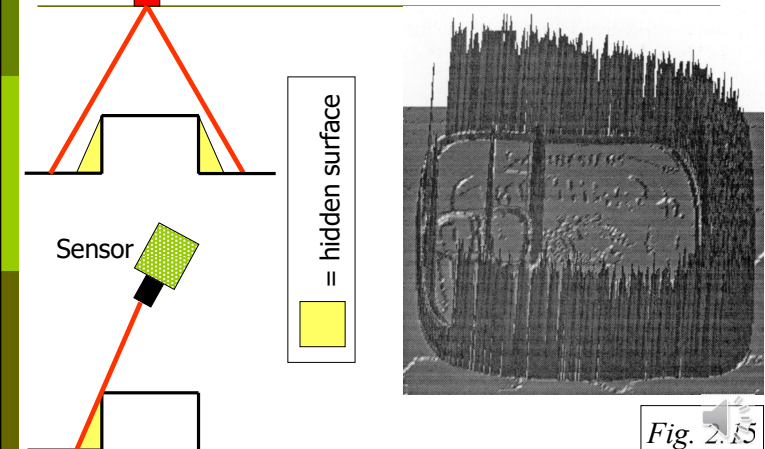 Sensor
= hidden surface
Fig. 2.15